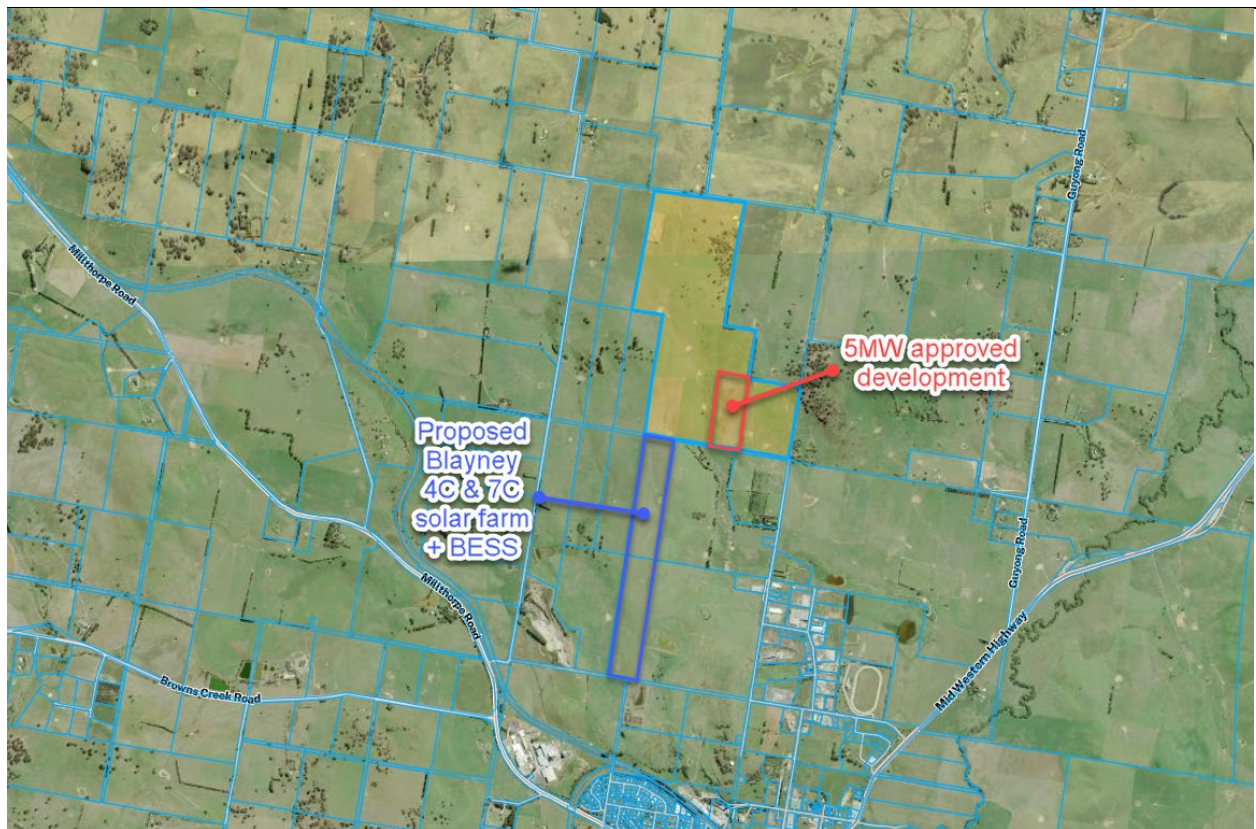 Guyong Road
Millthorpe Road
5MW approved
development
Proposed
Blayney
4C & 7C
solar farm
+ BESS
Guyong Road
Millthorpe Road
Mid Western Highway
Browns Creek Road